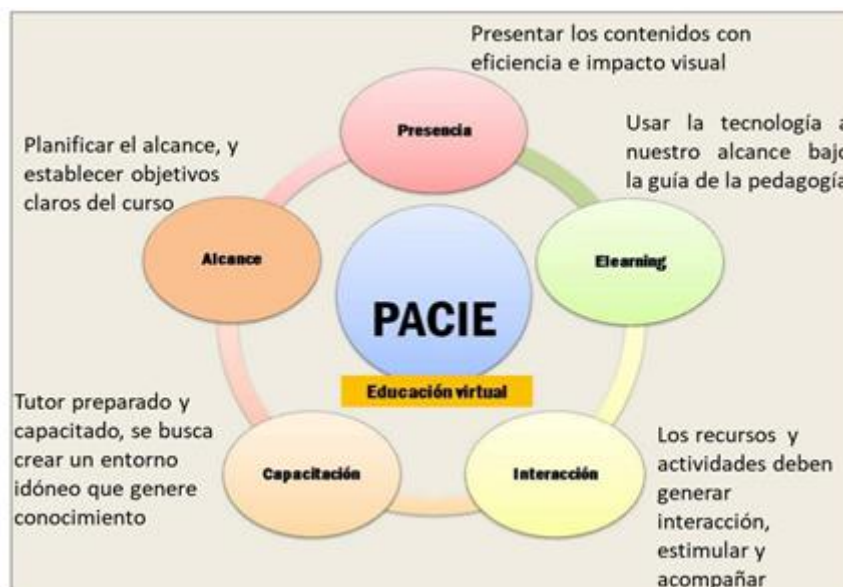 Presentar los contenidos con
eficiencia e impacto visual
Presencia
Usar la tecnología a
nuestro alcance bajo
la guía de la pedagogía
Planificar el alcance, y
establecer objetivos
claros del curso
Alcance
Elearning
PACIE
Educación virtual
Tutor preparado y
capacitado, se busca
crear un entorno
idóneo que genere
conocimiento
Capacitación
Interacción
Los recursos y
actividades deben
generar
interacción,
estimular y
acompañar